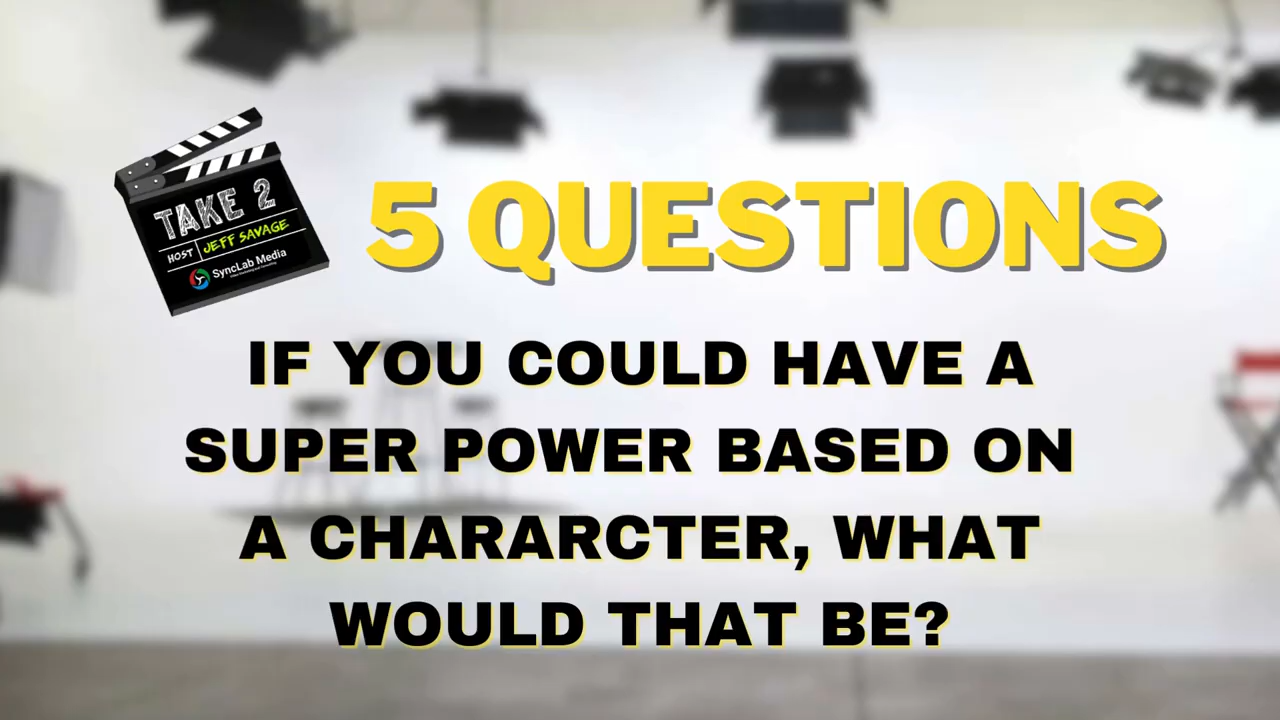 TAKE 2
HOST JEFF SAVAGE
SyncLab Media
5 QUESTIONS
IF YOU COULD HAVE A
SUPER POWER BASED ON
A CHARARCTER, WHAT
WOULD THAT BE?